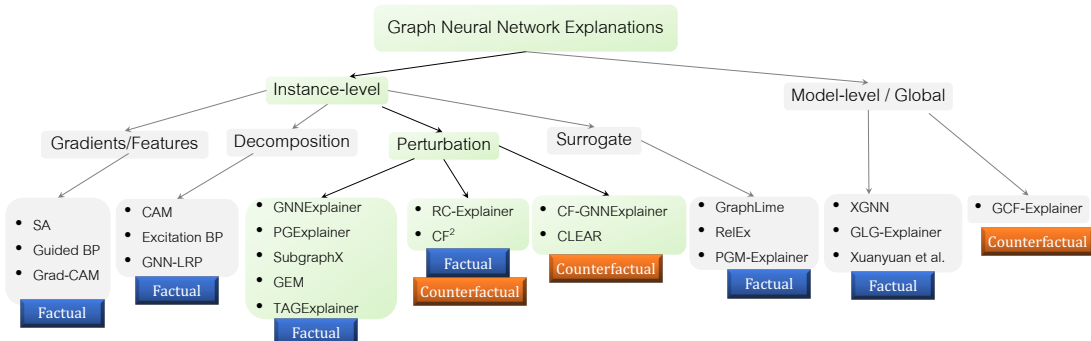 Graph Neural Network Explanations
Instance-level
Model-level / Global
Gradients/Features
Decomposition
Perturbation
Surrogate
• SA
• Guided BP
• Grad-CAM
Factual
• CAM
• Excitation BP
• GNN-LRP
Factual
• GNNExplainer
• PGExplainer
• SubgraphX
• GEM
• TAGExplainer
Factual
• RC-Explainer
• CF²
Factual
Counterfactual
• CF-GNNExplainer
• CLEAR
Counterfactual
• GraphLime
• RelEx
• PGM-Explainer
Factual
• XGNN
• GLG-Explainer
• Xuanyuan et al.
Factual
• GCF-Explainer
Counterfactual